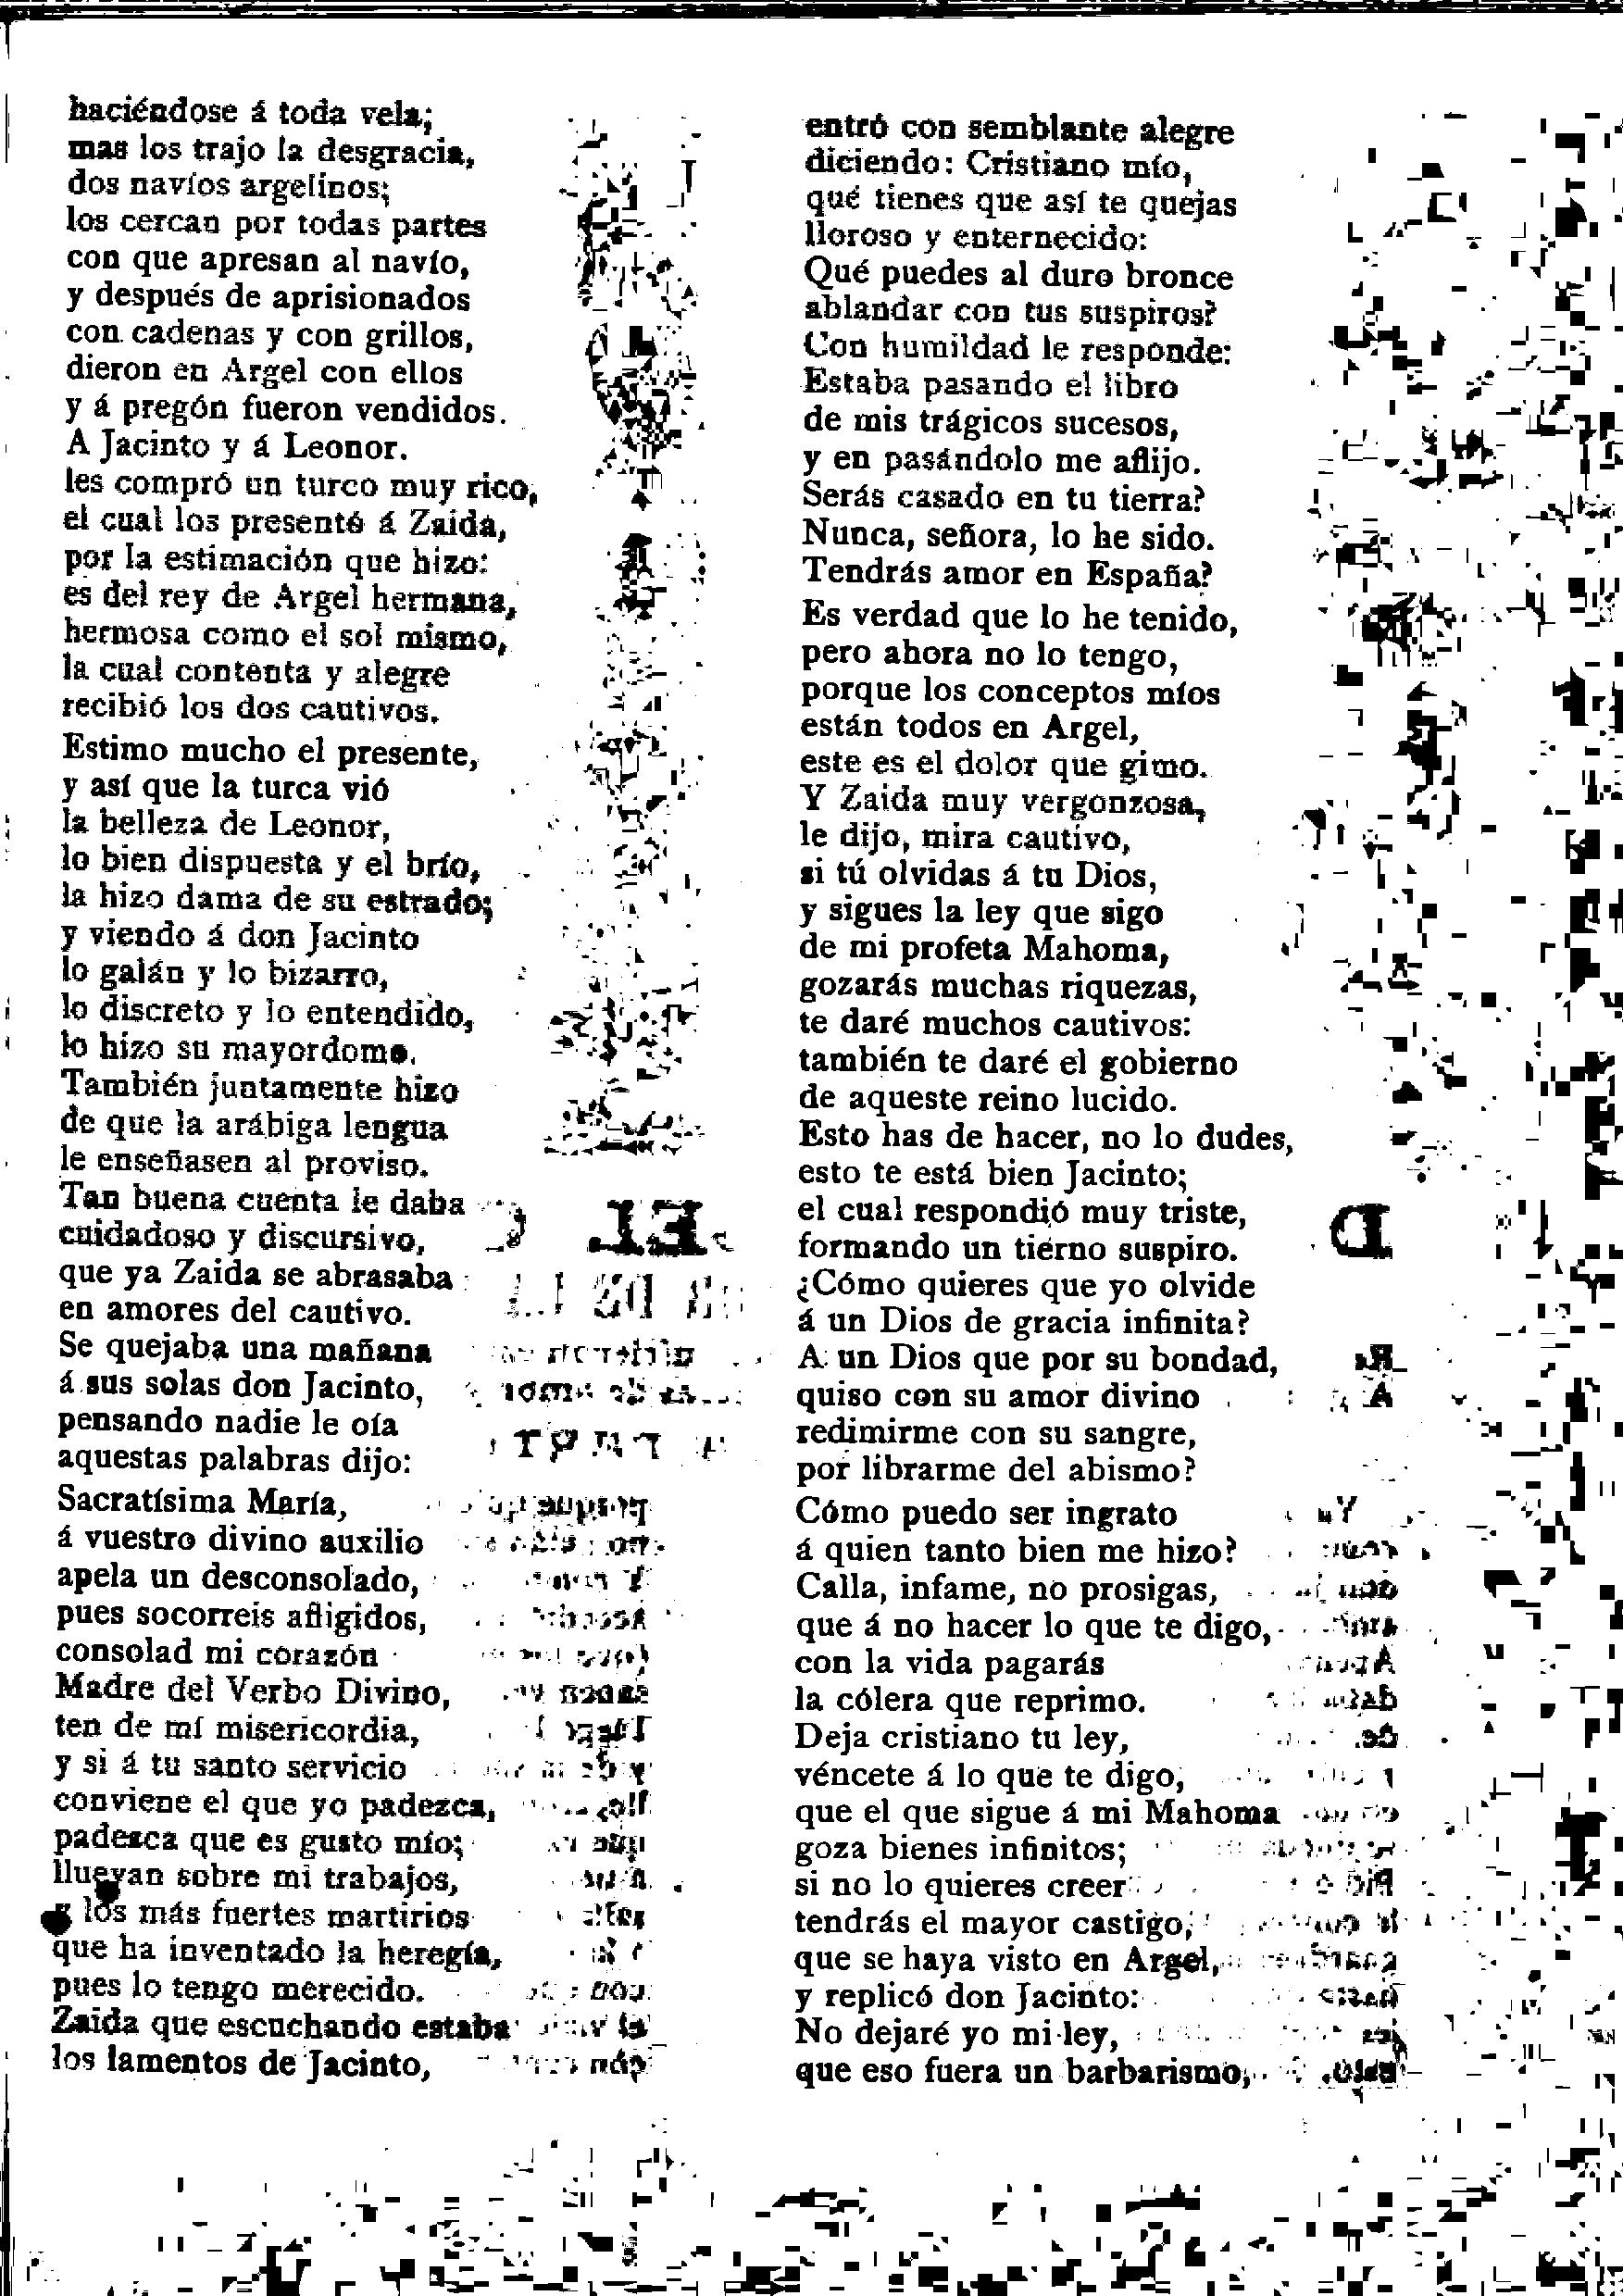 haciéndose á toda vela;
mas los trajo la desgracia,
dos navíos argelinos;
los cercan por todas partes
con que apresan al navío,
y después de aprisionados
con cadenas y con grillos,
dieron en Argel con ellos
y á pregón fueron vendidos.
A Jacinto y á Leonor.
les compró un turco muy rico,
el cual los presentó á Zaida,
por la estimación que hizo:
es del rey de Argel hermana,
hermosa como el sol mismo,
la cual contenta y alegre
recibió los dos cautivos.
Estimo mucho el presente,
y así que la turca vió
la belleza de Leonor,
lo bien dispuesta y el brío,
la hizo dama de su estrado;
y viendo á don Jacinto
lo galán y lo bizarro,
lo discreto y lo entendido,
lo hizo su mayordomo.
También juntamente hizo
de que la arábiga lengua
le enseñasen al proviso.
Tan buena cuenta le daba
cuidadoso y discursivo,
que ya Zaida se abrasaba
en amores del cautivo.
Se quejaba una mañana
á sus solas don Jacinto,
pensando nadie le oía
aquestas palabras dijo:
Sacratísima María,
á vuestro divino auxilio
apela un desconsolado,
pues socorreis afligidos,
consolad mi corazón
Madre del Verbo Divino,
ten de mí misericordia,
y si á tu santo servicio
conviene el que yo padezca,
padezca que es gusto mío;
lluevan sobre mi trabajos,
y los más fuertes martirios
que ha inventado la heregía,
pues lo tengo merecido.
Zaida que escuchando estaba
los lamentos de Jacinto,
entró con semblante alegre
diciendo: Cristiano mío,
qué tienes que así te quejas
lloroso y enternecido:
Qué puedes al duro bronce
ablandar con tus suspiros?
Con humildad le responde:
Estaba pasando el libro
de mis trágicos sucesos,
y en pasándolo me aflijo.
Serás casado en tu tierra?
Nunca, señora, lo he sido.
Tendrás amor en España?
Es verdad que lo he tenido,
pero ahora no lo tengo,
porque los conceptos míos
están todos en Argel,
este es el dolor que gimo.
Y Zaida muy vergonzosa,
le dijo, mira cautivo,
si tú olvidas á tu Dios,
y sigues la ley que sigo
de mi profeta Mahoma,
gozarás muchas riquezas,
te daré muchos cautivos:
también te daré el gobierno
de aqueste reino lucido.
Esto has de hacer, no lo dudes,
esto te está bien Jacinto;
el cual respondió muy triste,
formando un tierno suspiro.
¿Cómo quieres que yo olvide
á un Dios de gracia infinita?
A un Dios que por su bondad,
quiso con su amor divino
redimirme con su sangre,
por librarme del abismo?
Cómo puedo ser ingrato
á quien tanto bien me hizo?
Calla, infame, no prosigas,
que á no hacer lo que te digo,
con la vida pagarás
la cólera que reprimo.
Deja cristiano tu ley,
véncete á lo que te digo,
que el que sigue á mi Mahoma
goza bienes infinitos;
si no lo quieres creer
tendrás el mayor castigo,
que se haya visto en Argel,
y replicó don Jacinto:
No dejaré yo mi ley,
que eso fuera un barbarismo,